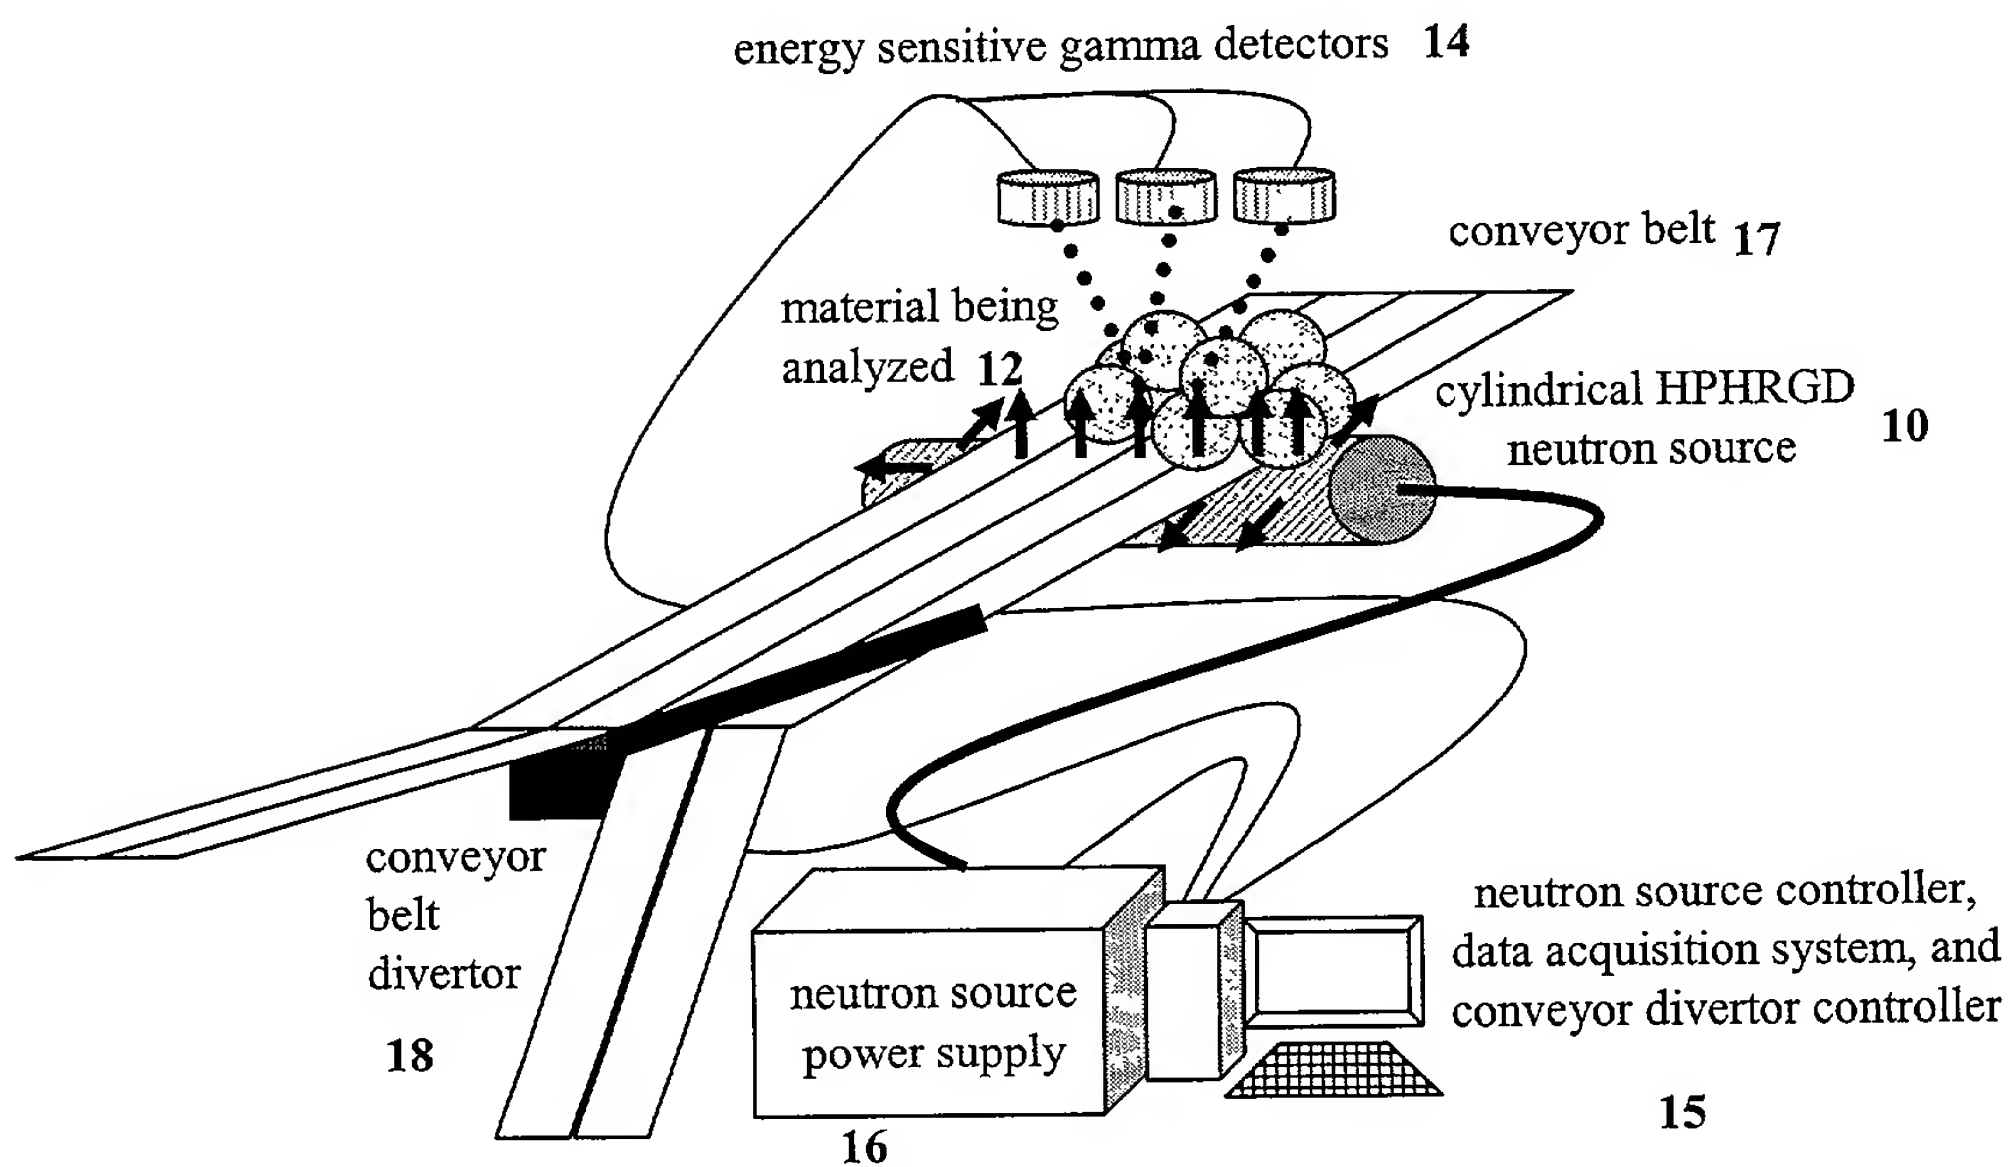 energy sensitive gamma detectors 14
conveyor belt 17
material being
analyzed 12
cylindrical HPHRGD
neutron source
10
conveyor
belt
divertor
18
neutron source
power supply
16
neutron source controller,
data acquisition system, and
conveyor divertor controller
15